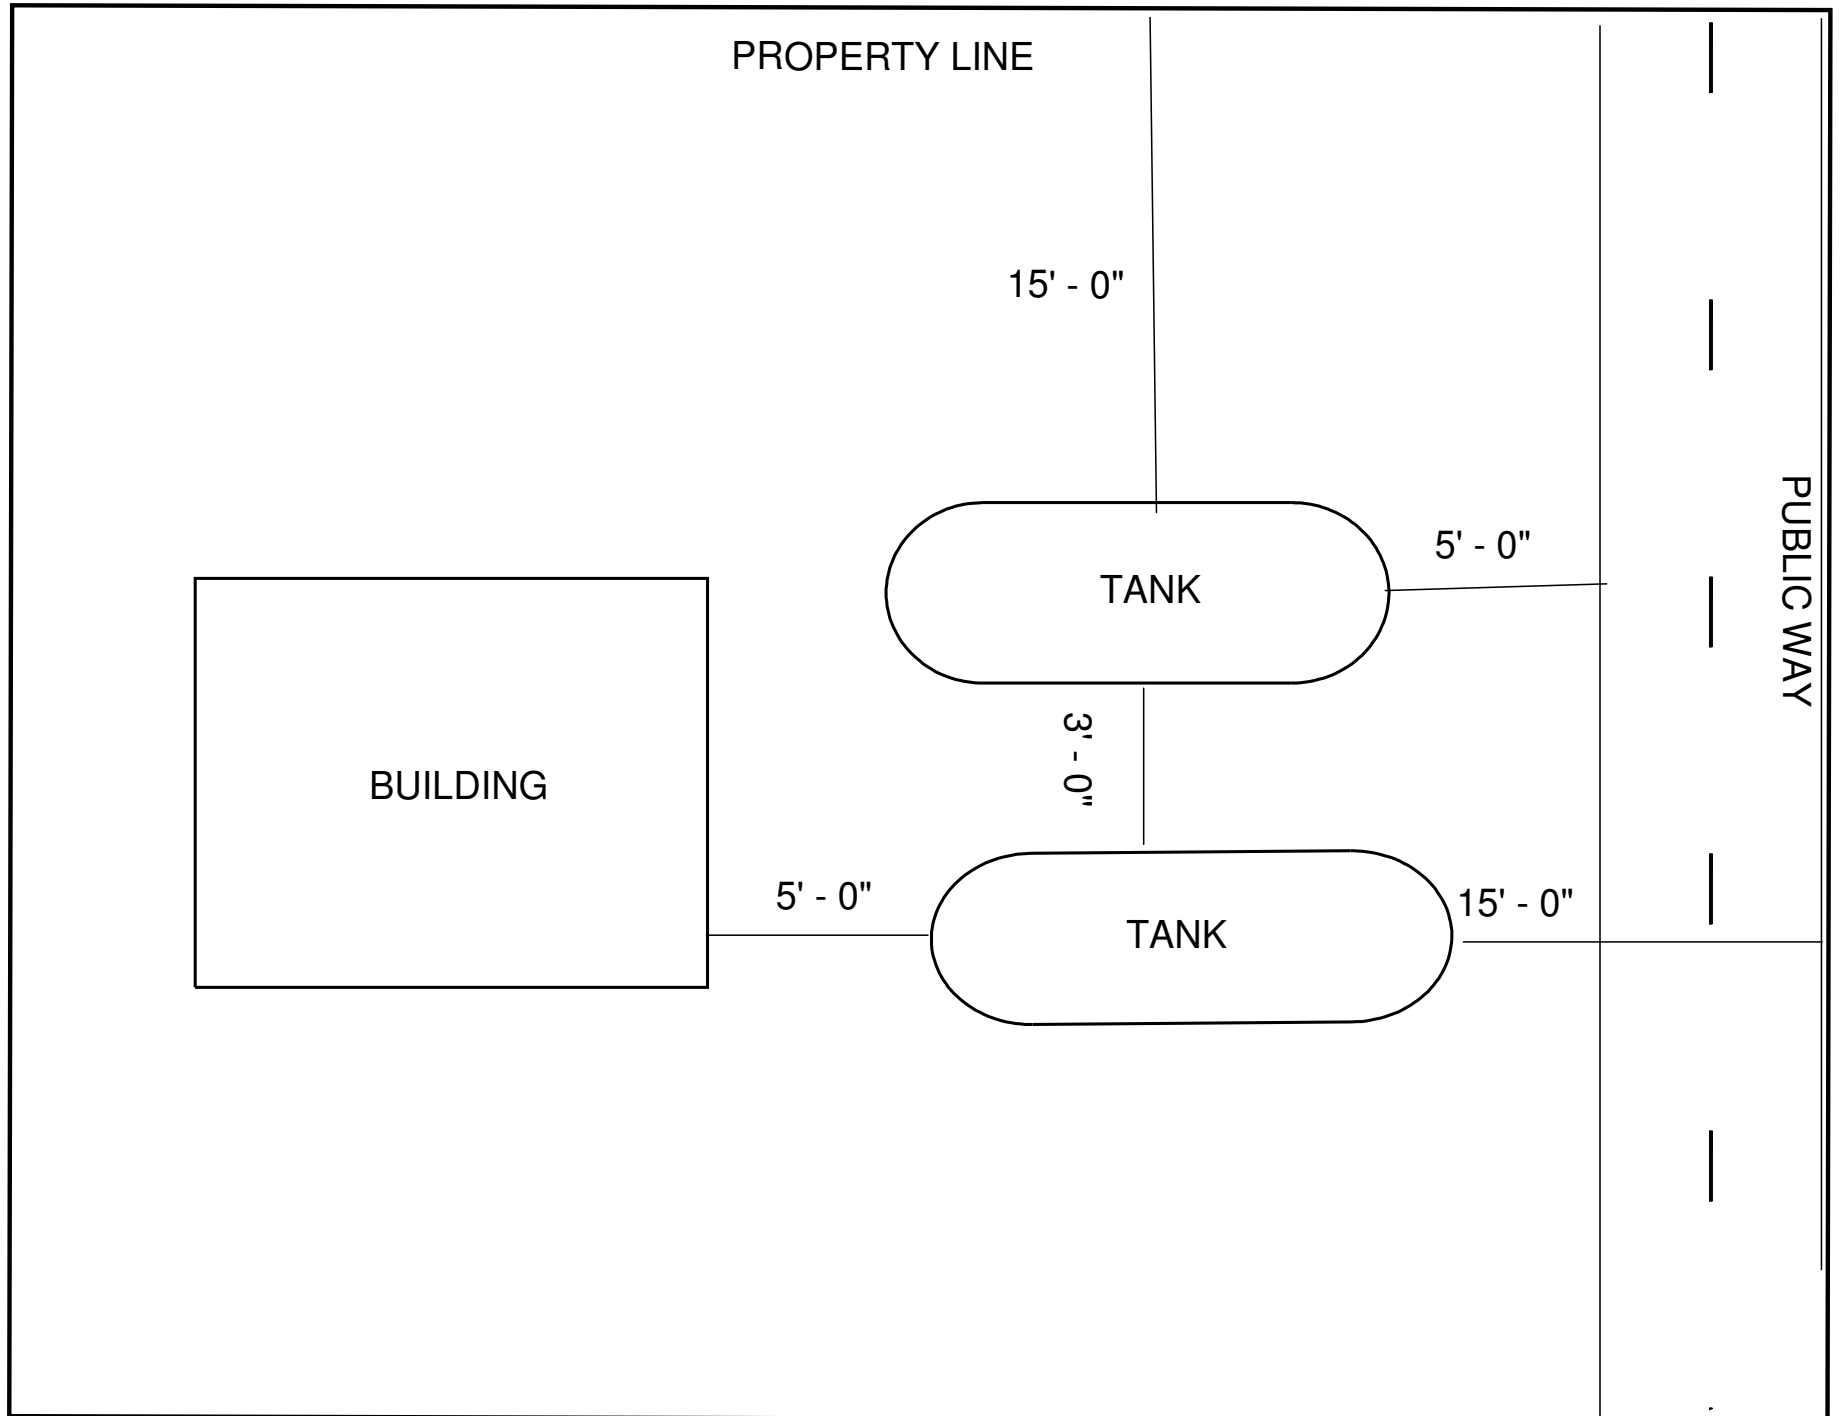 PROPERTY LINE
15' - 0"
5' - 0"
TANK
PUBLIC WAY
3' - 0"
BUILDING
5' - 0"
15' - 0"
TANK